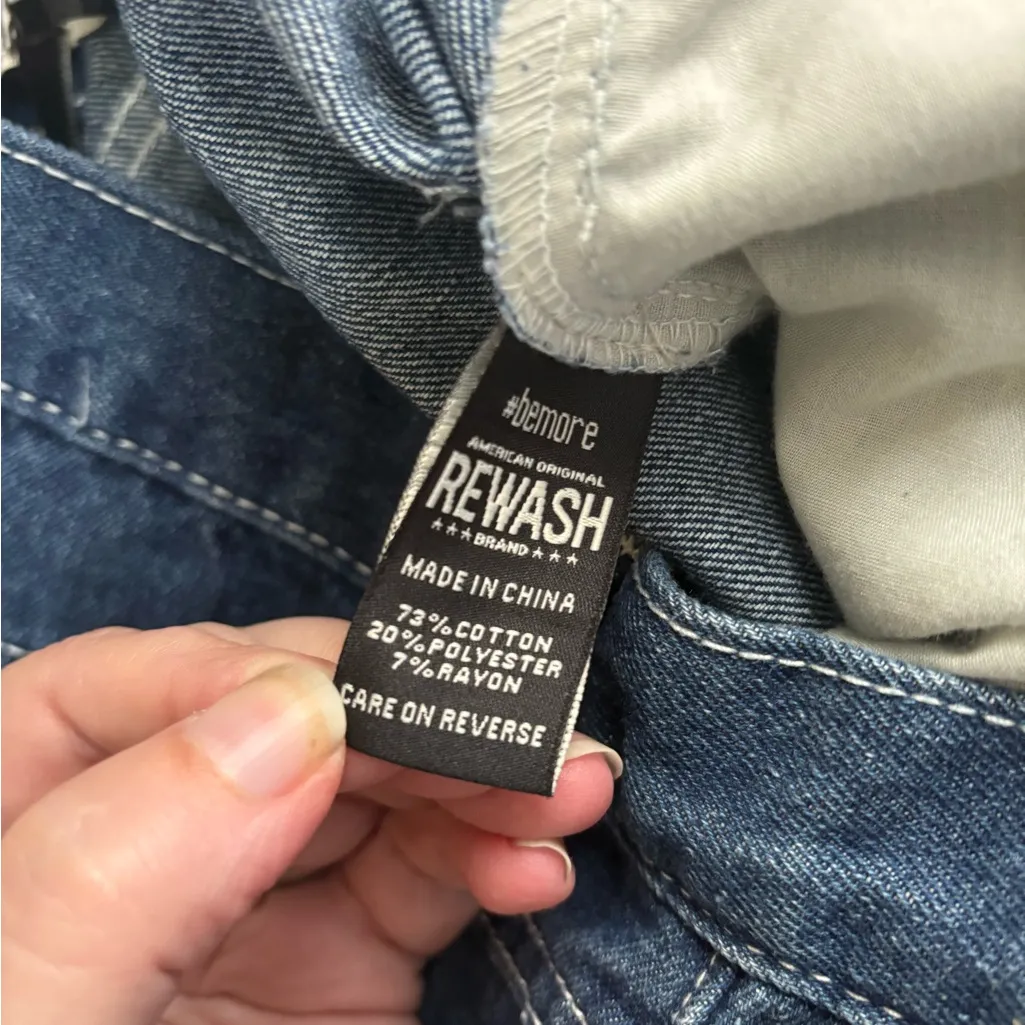 #bemore
AMERICAN ORIGINAL
REWASH
★★★BRAND★★★
MADE IN CHINA
73%COTTON
20%POLYESTER
7%RAYON
CARE ON REVERSE